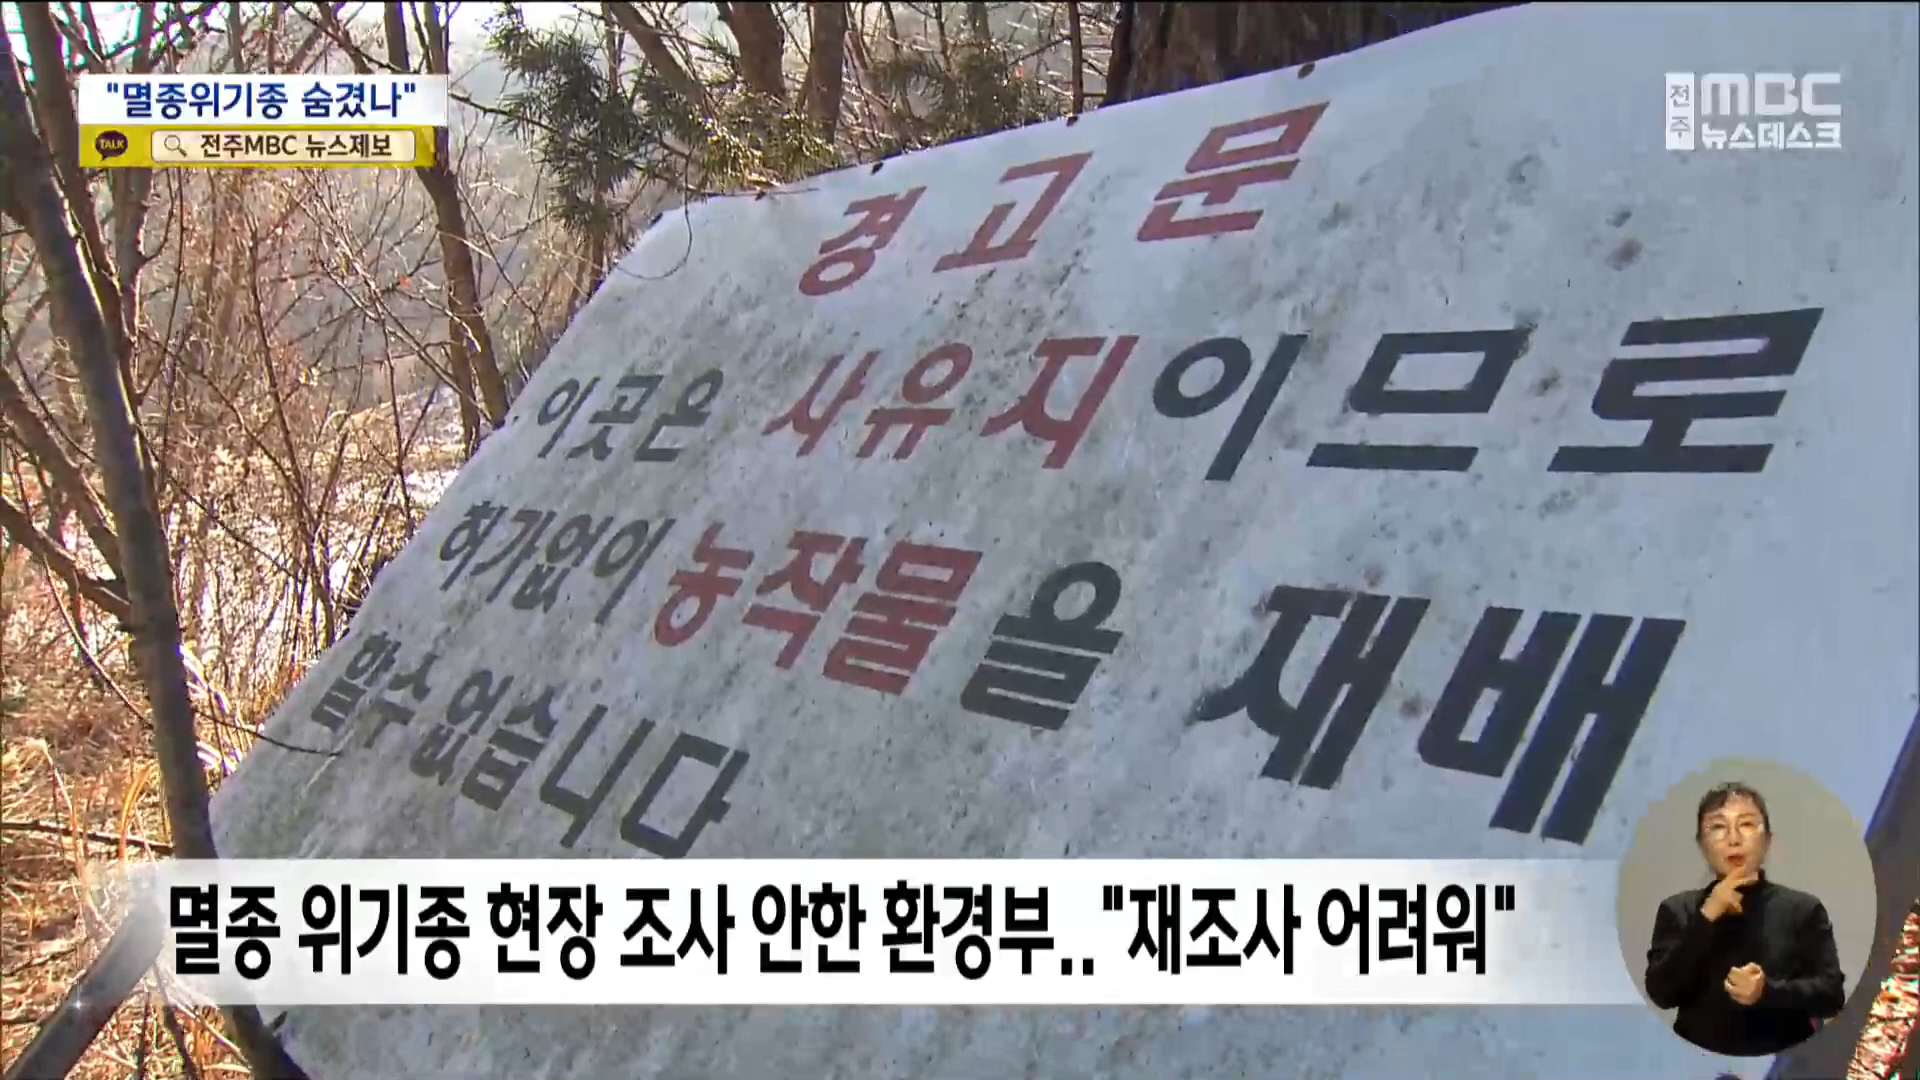 "멸종위기종 숨겼나"
TALK 전주MBC 뉴스제보
전주 MBC
뉴스데스크
경고문
이곳은 사유지이므로
허가없이 농작물을 재배
할수 없습니다
멸종 위기종 현장 조사 안한 환경부.. "재조사 어려워"